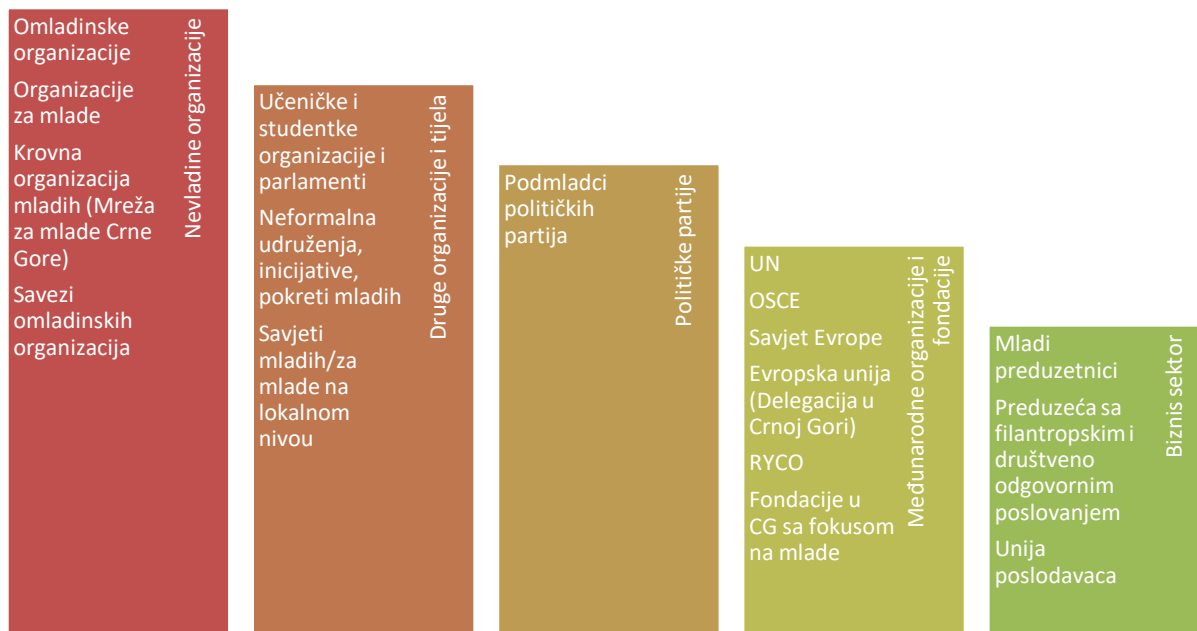 Omladinske
organizacije
Organizacije
za mlade
Krovna
organizacija
mladih (Mreža
za mlade Crne
Gore)
Savezi
omladinskih
organizacija
Nevladine organizacije
Učeničke i
studentke
organizacije i
parlamenti
Neformalna
udruženja,
inicijative,
pokreti mladih
Savjeti
mladih/za
mlade na
lokalnom
nivou
Druge organizacije i tijela
Podmladci
političkih
partija
Političke partije
UN
OSCE
Savjet Evrope
Evropska unija
(Delegacija u
Crnoj Gori)
RYCO
Fondacije u
CG sa fokusom
na mlade
Međunarodne organizacije i
fondacije
Mladi
preduzetnici
Preduzeća sa
filantropskim i
društveno
odgovornim
poslovanjem
Unija
poslodavaca
Biznis sektor